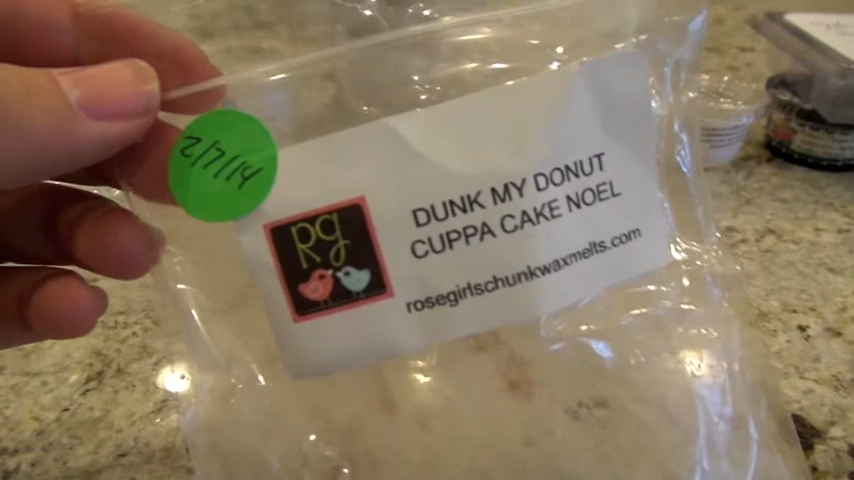 2/7/14
rg
DUNK MY DONUT
CUPPA CAKE NOEL
rosegirlschunkwaxmelts.com